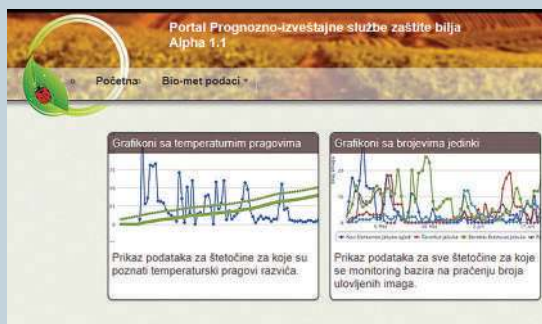 Portal Prognozno-izveštajne službe zaštite bilja
Alpha 1.1
Početna
Bio-met podaci
Grafikoni sa temperaturnim pragovima
Prikaz podataka za štetočine za koje su
poznati temperaturski pragovi razvića.
Grafikoni sa brojevima jedinki
Prikaz podataka za sve štetočine za koje
se monitoring bazira na praćenju broja
ulovljenih imaga.